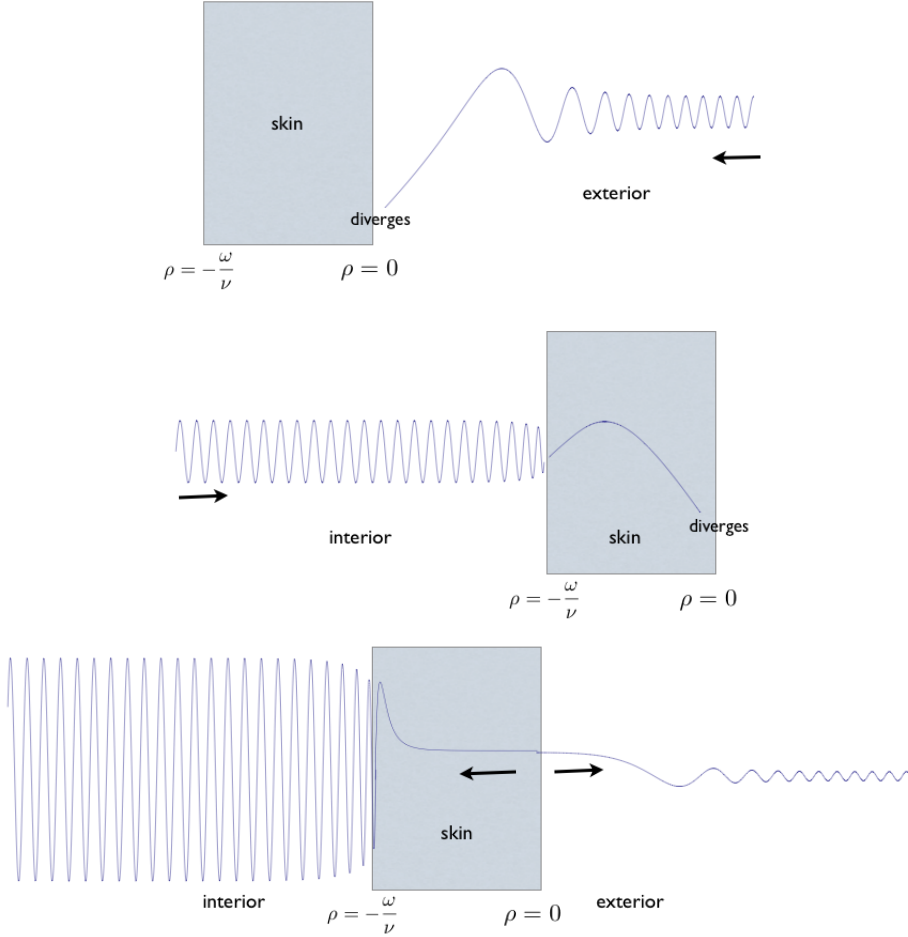 skin
exterior
diverges
ρ = −ω/ν
ρ = 0
interior
skin
diverges
ρ = −ω/ν
ρ = 0
skin
interior
exterior
ρ = −ω/ν
ρ = 0